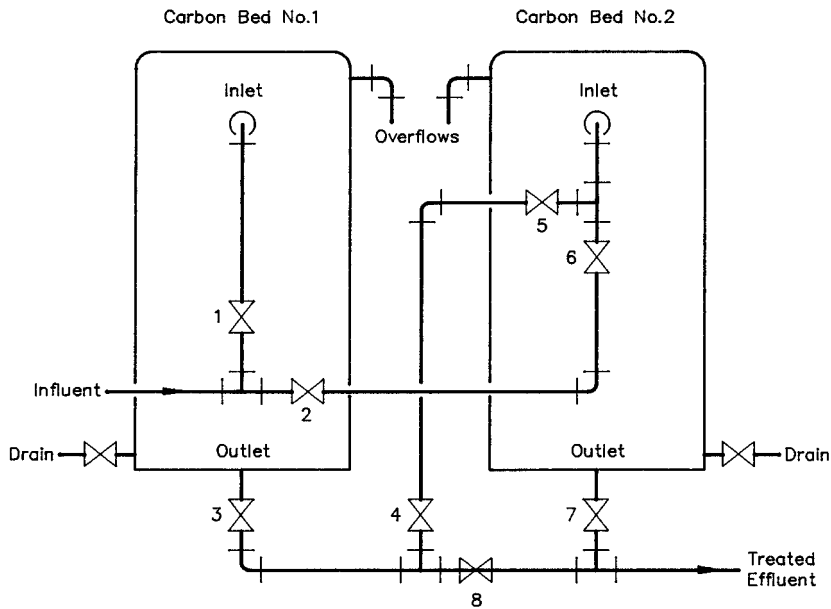 Carbon Bed No.1
Carbon Bed No.2
Inlet
Inlet
Overflows
5
6
1
Influent
2
Drain
Outlet
Outlet
Drain
3
4
7
8
Treated
Effluent